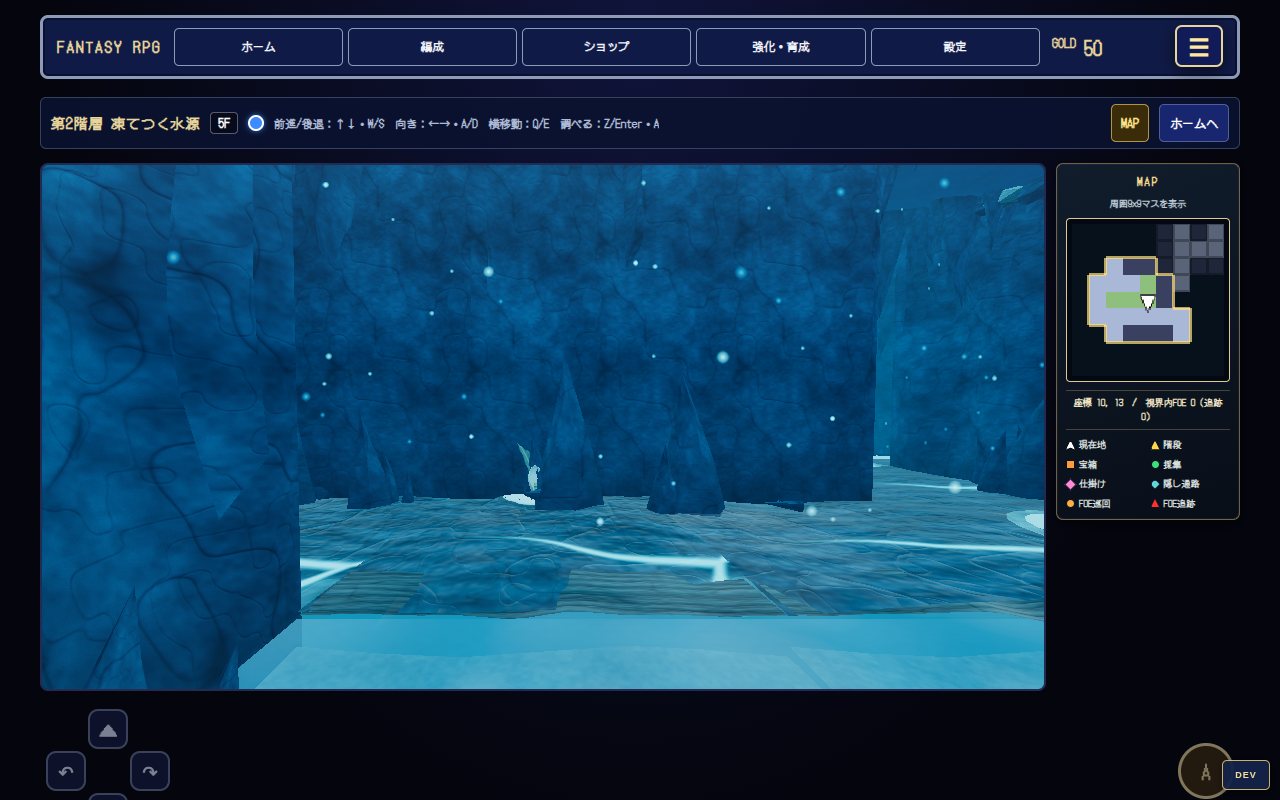 FANTASY RPG ホーム 編成 ショップ 強化・育成 設定 GOLD 50
第2階層 凍てつく水源 5F 前進/後退：↑↓・W/S 向き：←→・A/D 横移動：Q/E 調べる：Z/Enter・A MAP ホームへ
MAP
周囲9x9マスを表示
座標 10, 13 / 視界内FOE 0（追跡
0）
現在地 階段
宝箱 採集
仕掛け 隠し通路
FOE巡回 FOE追跡
A DEV